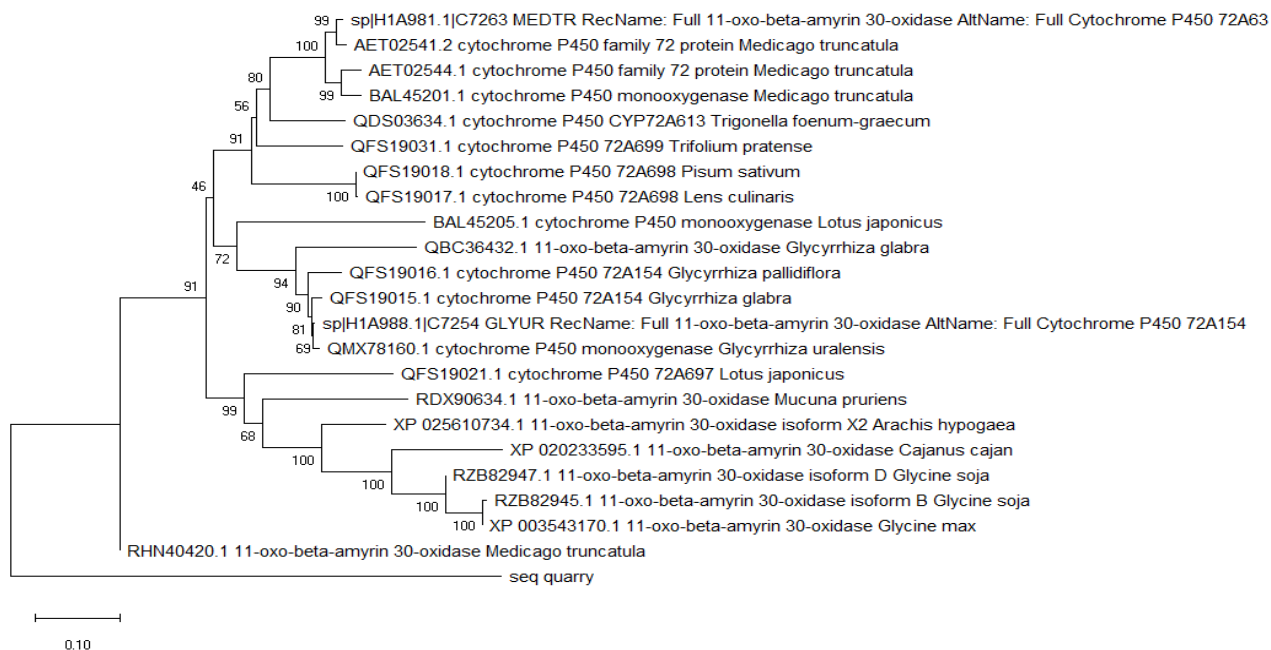 99
sp|H1A981.1|C7263 MEDTR RecName: Full 11-oxo-beta-amyrin 30-oxidase AltName: Full Cytochrome P450 72A63
100
AET02541.2 cytochrome P450 family 72 protein Medicago truncatula
AET02544.1 cytochrome P450 family 72 protein Medicago truncatula
80
99
BAL45201.1 cytochrome P450 monooxygenase Medicago truncatula
56
QDS03634.1 cytochrome P450 CYP72A613 Trigonella foenum-graecum
91
QFS19031.1 cytochrome P450 72A699 Trifolium pratense
QFS19018.1 cytochrome P450 72A698 Pisum sativum
46
100
QFS19017.1 cytochrome P450 72A698 Lens culinaris
BAL45205.1 cytochrome P450 monooxygenase Lotus japonicus
QBC36432.1 11-oxo-beta-amyrin 30-oxidase Glycyrrhiza glabra
72
QFS19016.1 cytochrome P450 72A154 Glycyrrhiza pallidiflora
94
91
QFS19015.1 cytochrome P450 72A154 Glycyrrhiza glabra
90
sp|H1A988.1|C7254 GLYUR RecName: Full 11-oxo-beta-amyrin 30-oxidase AltName: Full Cytochrome P450 72A154
81
69
QMX78160.1 cytochrome P450 monooxygenase Glycyrrhiza uralensis
QFS19021.1 cytochrome P450 72A697 Lotus japonicus
99
RDX90634.1 11-oxo-beta-amyrin 30-oxidase Mucuna pruriens
XP 025610734.1 11-oxo-beta-amyrin 30-oxidase isoform X2 Arachis hypogaea
68
XP 020233595.1 11-oxo-beta-amyrin 30-oxidase Cajanus cajan
100
RZB82947.1 11-oxo-beta-amyrin 30-oxidase isoform D Glycine soja
100
RZB82945.1 11-oxo-beta-amyrin 30-oxidase isoform B Glycine soja
100
100
XP 003543170.1 11-oxo-beta-amyrin 30-oxidase Glycine max
RHN40420.1 11-oxo-beta-amyrin 30-oxidase Medicago truncatula
seq quarry
0.10